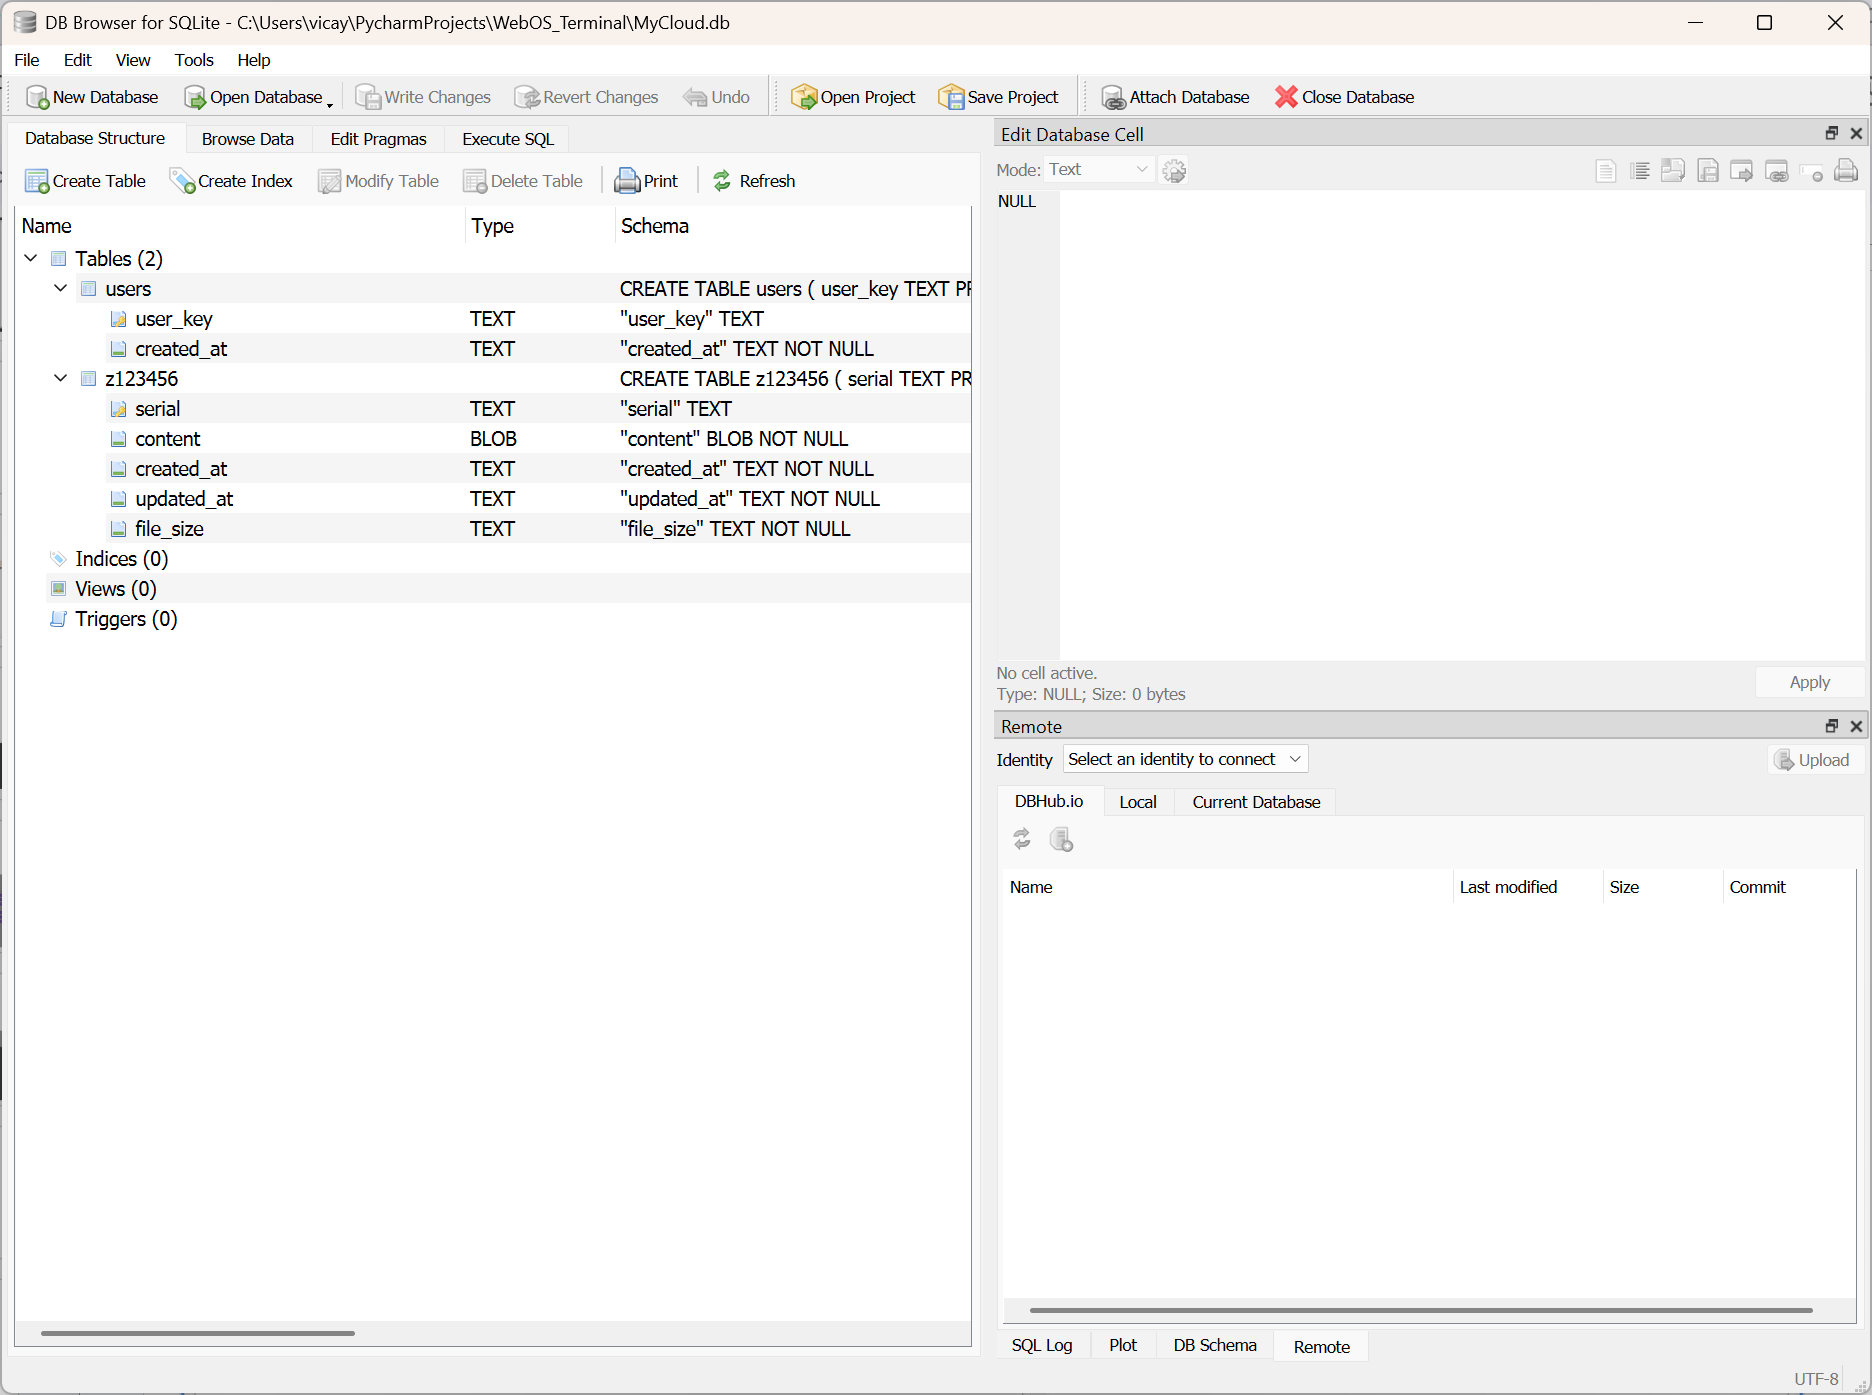 DB Browser for SQLite - C:\Users\vicay\PycharmProjects\WebOS_Terminal\MyCloud.db
File Edit View Tools Help
New Database Open Database Write Changes Revert Changes Undo Open Project Save Project Attach Database Close Database
Database Structure Browse Data Edit Pragmas Execute SQL
Create Table Create Index Modify Table Delete Table Print Refresh
Name Type Schema
Tables (2)
users CREATE TABLE users ( user_key TEXT PR
user_key TEXT "user_key" TEXT
created_at TEXT "created_at" TEXT NOT NULL
z123456 CREATE TABLE z123456 ( serial TEXT PR
serial TEXT "serial" TEXT
content BLOB "content" BLOB NOT NULL
created_at TEXT "created_at" TEXT NOT NULL
updated_at TEXT "updated_at" TEXT NOT NULL
file_size TEXT "file_size" TEXT NOT NULL
Indices (0)
Views (0)
Triggers (0)
Edit Database Cell
Mode: Text
NULL
No cell active.
Type: NULL; Size: 0 bytes
Apply
Remote
Identity Select an identity to connect Upload
DBHub.io Local Current Database
Name Last modified Size Commit
SQL Log Plot DB Schema Remote
UTF-8